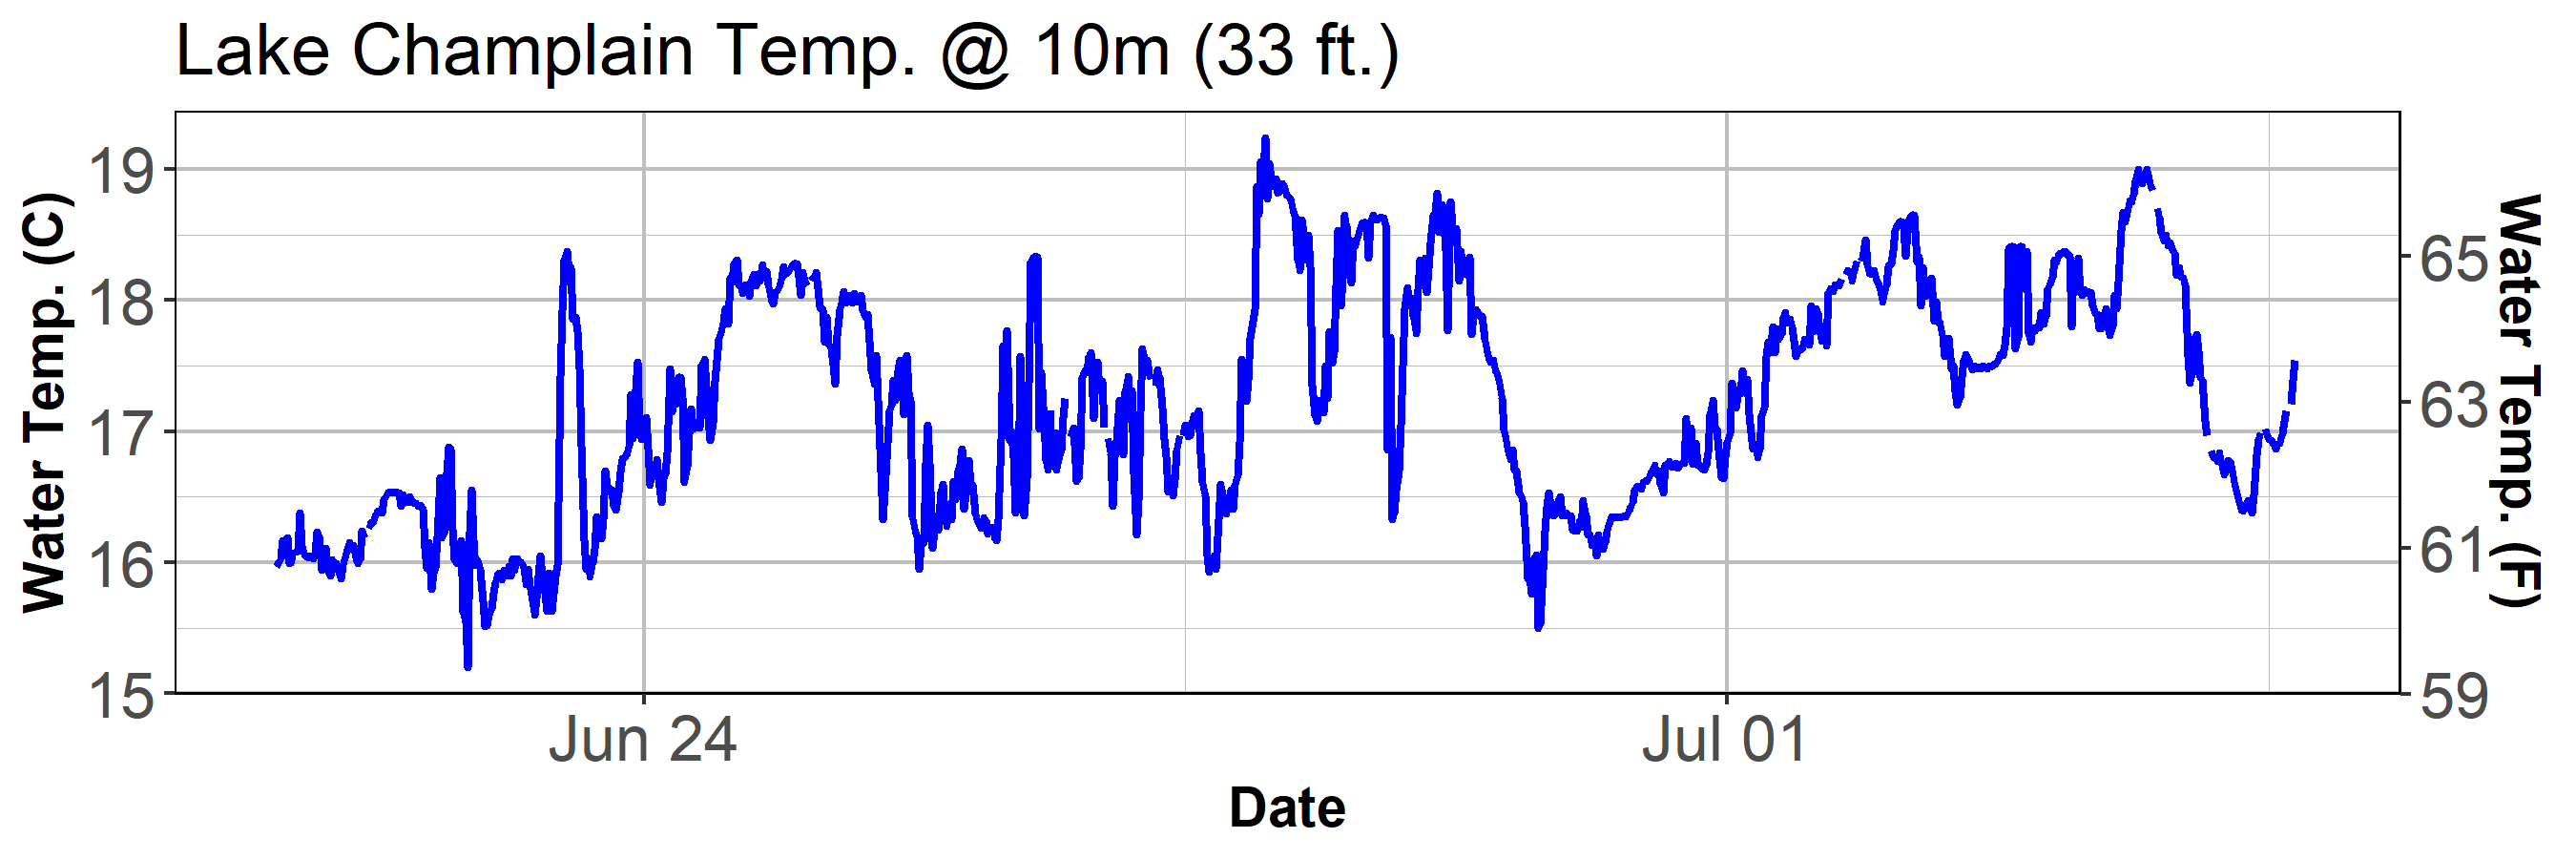 Lake Champlain Temp. @ 10m (33 ft.)
Water Temp. (C)
19
18
17
16
15
Water Temp. (F)
65
63
61
59
Jun 24
Jul 01
Date